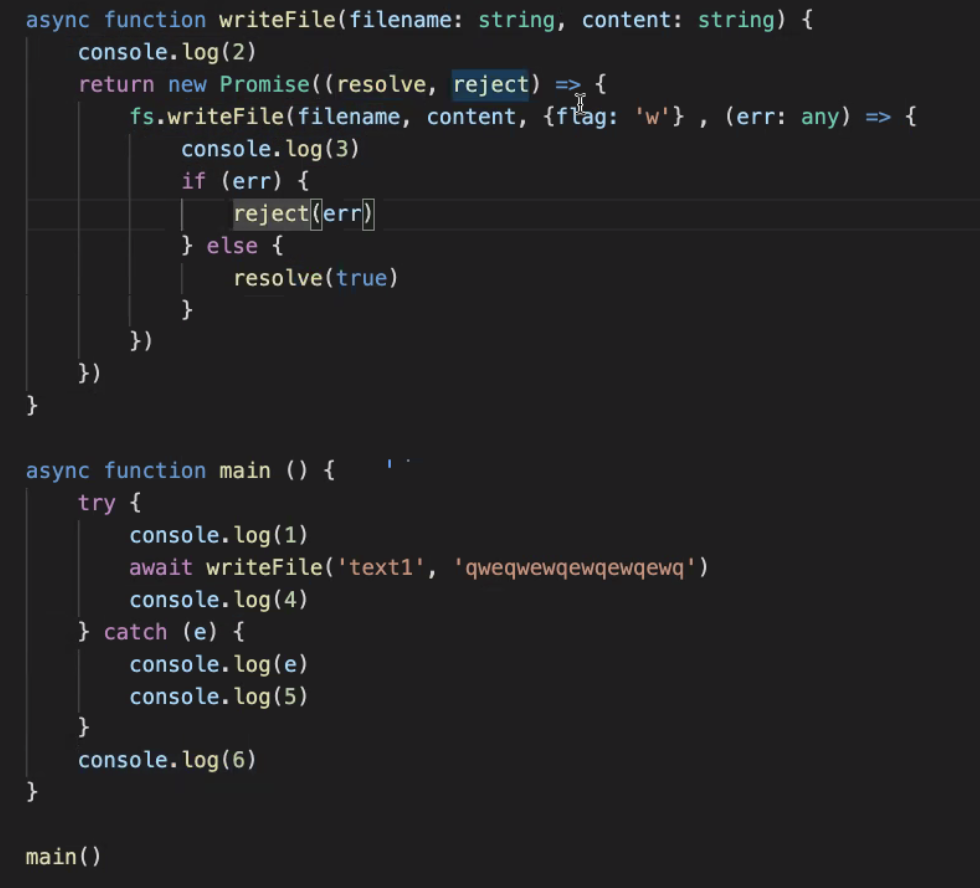 async function writeFile(filename: string, content: string) {
    console.log(2)
    return new Promise((resolve, reject) => {
        fs.writeFile(filename, content, {flag: 'w'} , (err: any) => {
            console.log(3)
            if (err) {
                reject(err)
            } else {
                resolve(true)
            }
        })
    })
}

async function main () {
    try {
        console.log(1)
        await writeFile('text1', 'qweqwewqewqewqewq')
        console.log(4)
    } catch (e) {
        console.log(e)
        console.log(5)
    }
    console.log(6)
}

main()